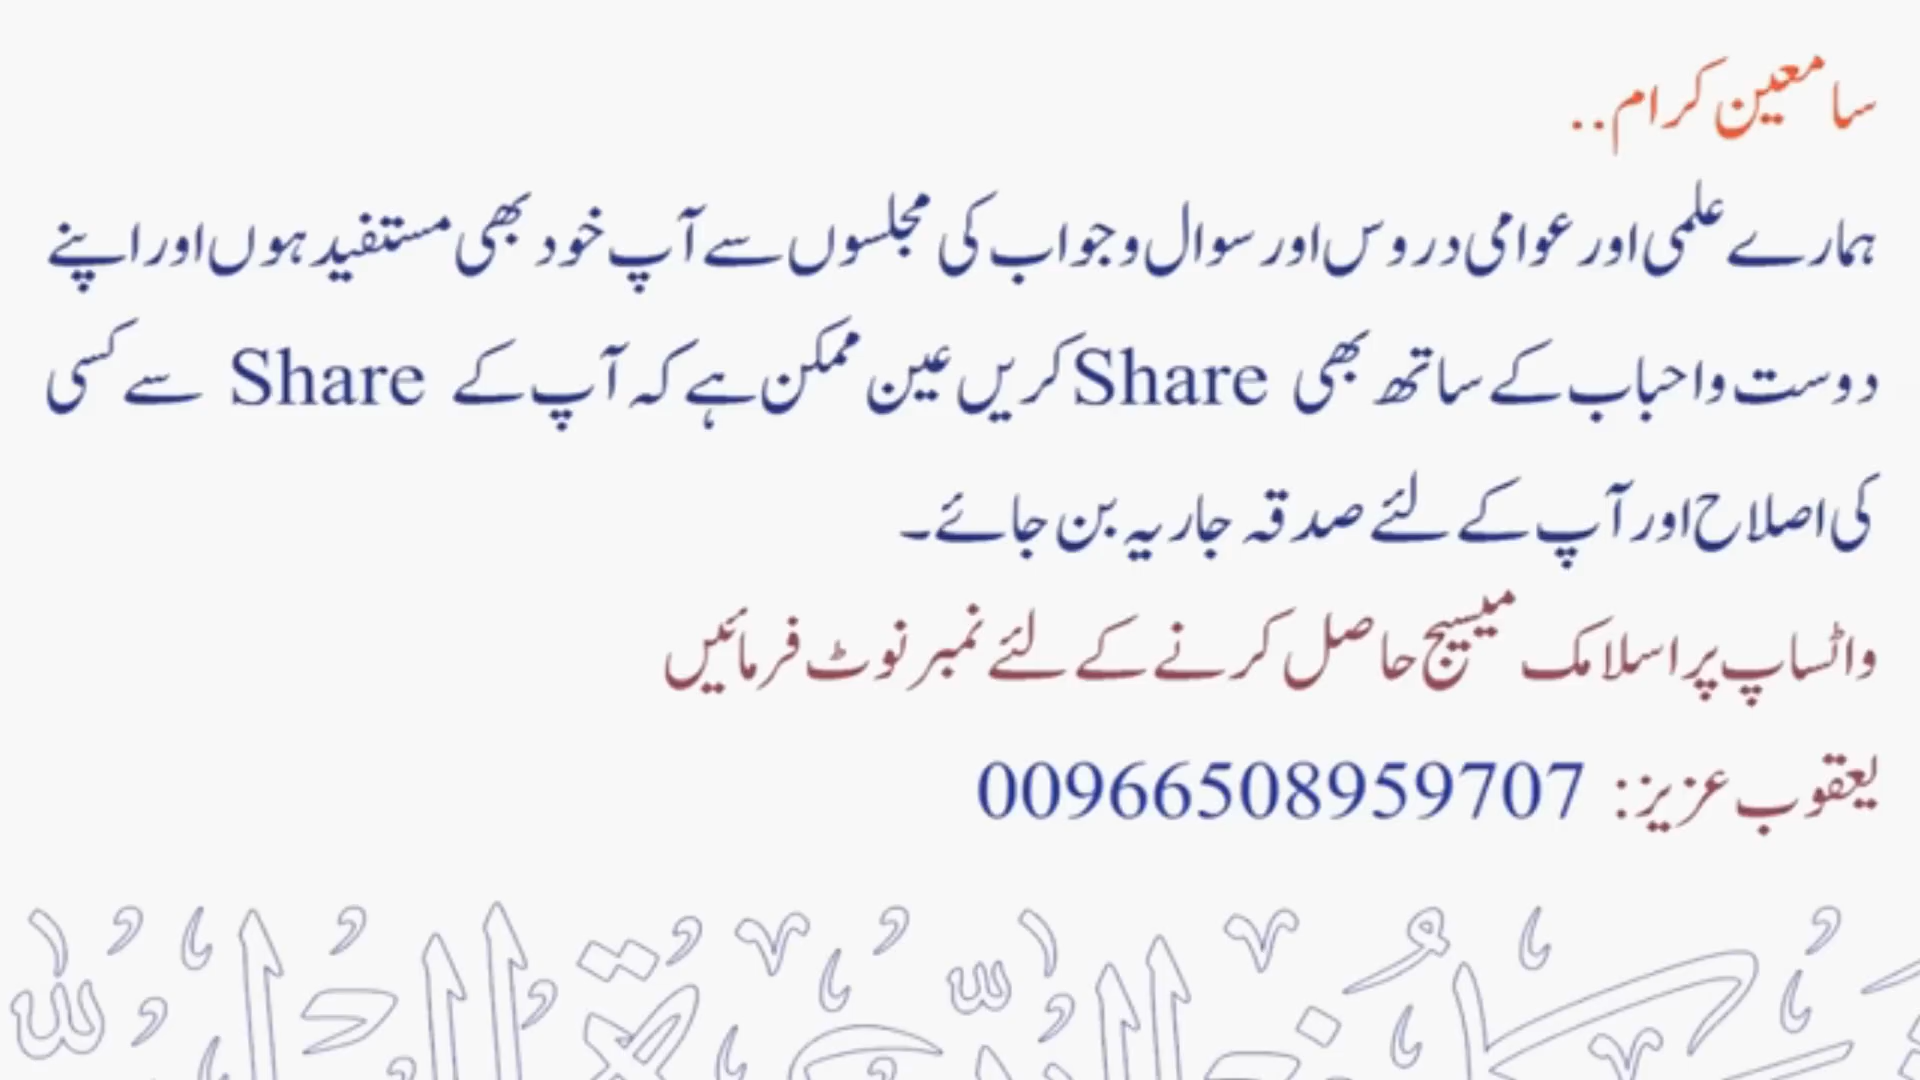 سامعین کرام..
ہمارے علمی اور عوامی دروس اور سوال وجواب کی مجلسوں سے آپ خود بھی مستفید ہوں اور اپنے
دوست واحباب کے ساتھ بھی Share کریں عین ممکن ہے کہ آپ کے Share سے کسی
کی اصلاح اور آپ کے لئے صدقہ جاریہ بن جائے۔
واٹساپ پر اسلامک میسیج حاصل کرنے کے لئے نمبر نوٹ فرمائیں
یعقوب عزیز: 00966508959707